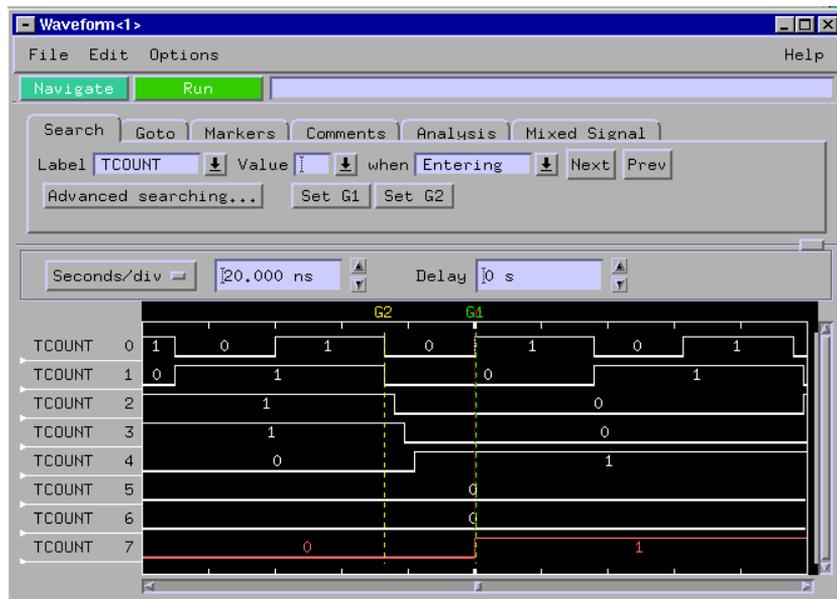 Waveform<1>
File Edit Options Help
Navigate Run
Search Goto Markers Comments Analysis Mixed Signal
Label TCOUNT Value when Entering Next Prev
Advanced searching... Set G1 Set G2
Seconds/div 20.000 ns Delay 0 s
G2 G1
TCOUNT 0 1 0 1 0 1 0 1
TCOUNT 1 0 1 0 1
TCOUNT 2 1 0
TCOUNT 3 1 0
TCOUNT 4 0 1
TCOUNT 5 0
TCOUNT 6 0
TCOUNT 7 0 1